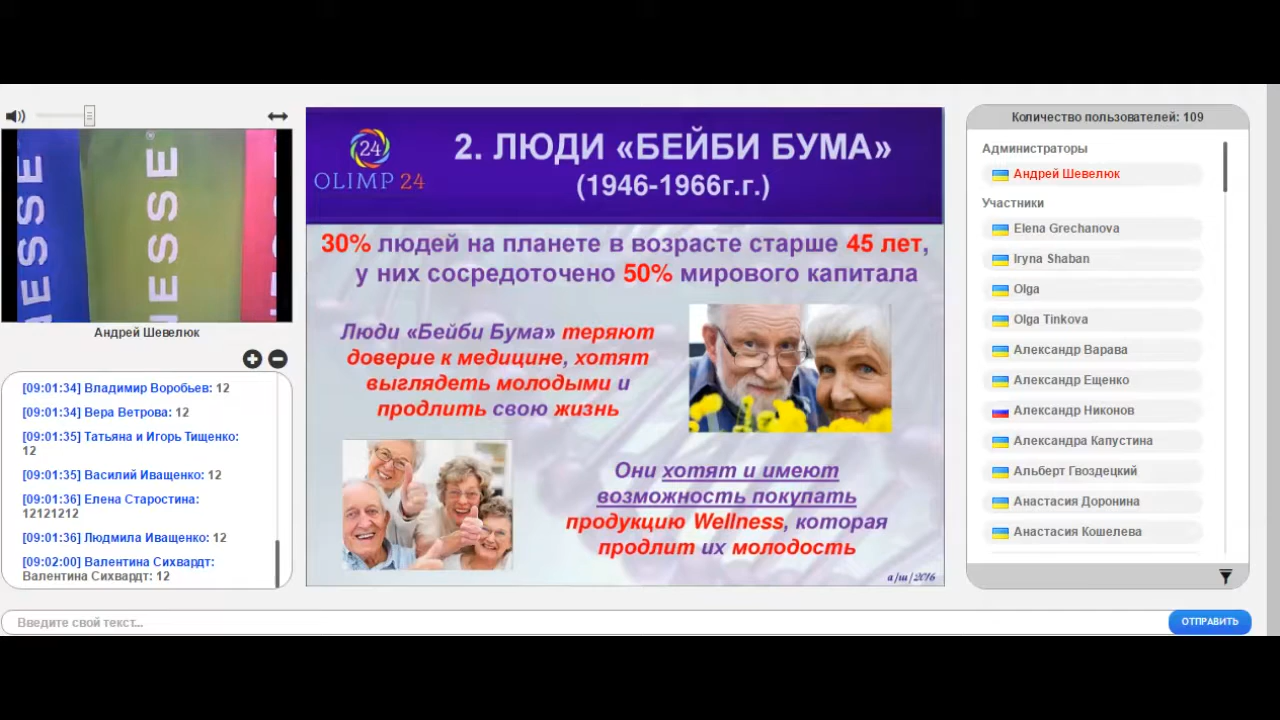 NESSE
NESSE
Андрей Шевелюк
[09:01:34] Владимир Воробьев: 12
[09:01:34] Вера Ветрова: 12
[09:01:35] Татьяна и Игорь Тищенко:
12
[09:01:35] Василий Иващенко: 12
[09:01:36] Елена Старостина:
12121212
[09:01:36] Людмила Иващенко: 12
[09:02:00] Валентина Сихвардт:
Валентина Сихвардт: 12
Введите свой текст...
24
OLIMP 24
2. ЛЮДИ «БЕЙБИ БУМА»
(1946-1966г.г.)
30% людей на планете в возрасте старше 45 лет,
у них сосредоточено 50% мирового капитала
Люди «Бейби Бума» теряют
доверие к медицине, хотят
выглядеть молодыми и
продлить свою жизнь
Они хотят и имеют
возможность покупать
продукцию Wellness, которая
продлит их молодость
а/ш/2016
Количество пользователей: 109
Администраторы
Андрей Шевелюк
Участники
Elena Grechanova
Iryna Shaban
Olga
Olga Tinkova
Александр Варава
Александр Ещенко
Александр Никонов
Александра Капустина
Альберт Гвоздецкий
Анастасия Доронина
Анастасия Кошелева
ОТПРАВИТЬ